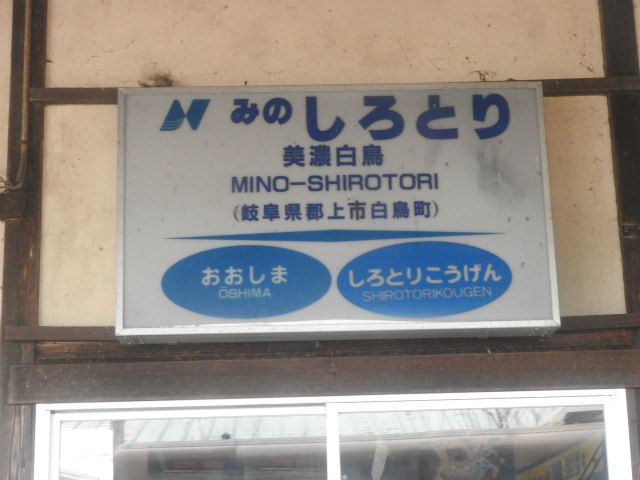 みの しろとり
美濃白鳥
MINO-SHIROTORI
(岐阜県郡上市白鳥町)
おおしま
ŌSHIMA
しろとりこうげん
SHIROTORIKOUGEN